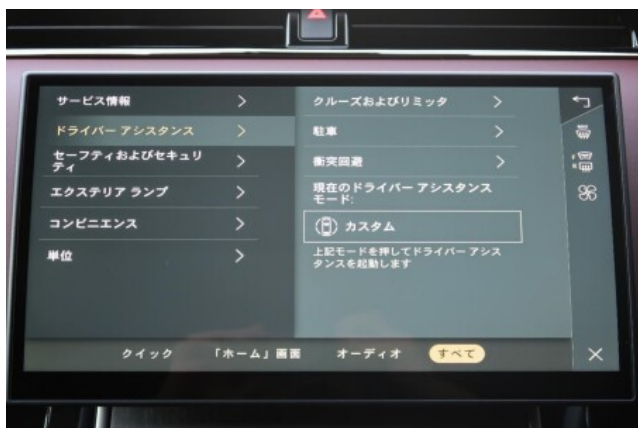 サービス情報
ドライバー アシスタンス
セーフティおよびセキュリ
ティ
エクステリア ランプ
コンビニエンス
単位
クルーズおよびリミッタ
駐車
衝突回避
現在のドライバー アシスタンス
モード:
カスタム
上記モードを押してドライバー アシス
タンスを起動します
クイック 「ホーム」画面 オーディオ すべて